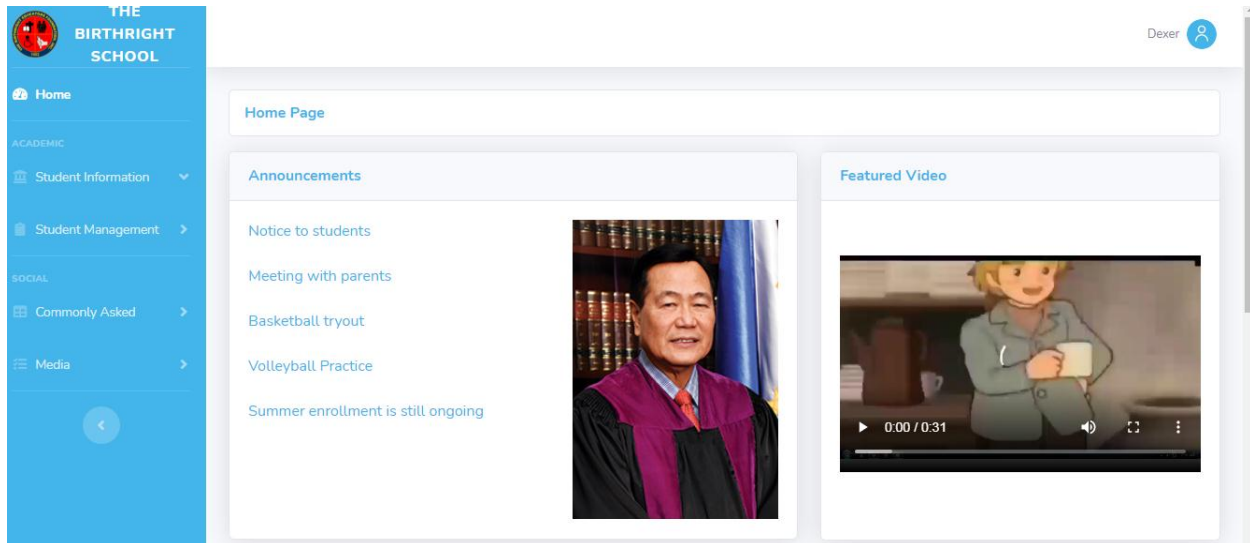 THE
BIRTHRIGHT
SCHOOL
Dexer
Home
Home Page
ACADEMIC
Student Information
Student Management
SOCIAL
Commonly Asked
Media
Announcements
Notice to students
Meeting with parents
Basketball tryout
Volleyball Practice
Summer enrollment is still ongoing
Featured Video
0:00 / 0:31